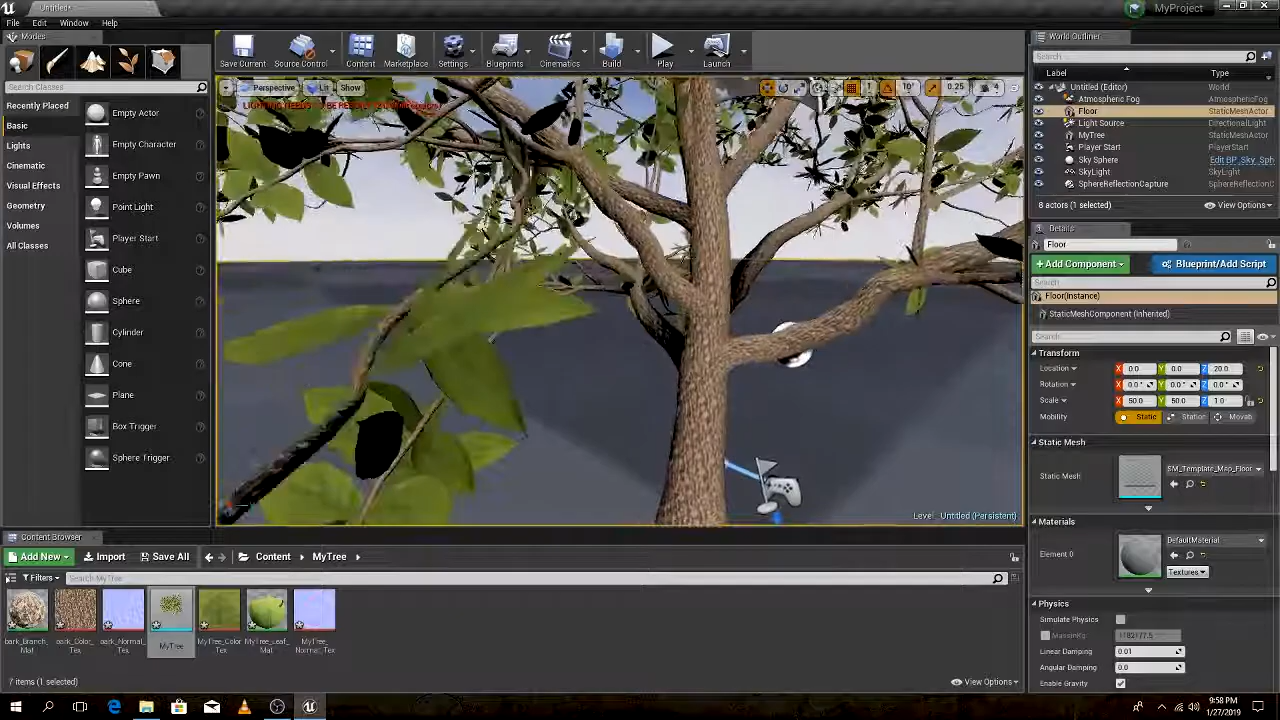 Untitled*
MyProject
File Edit Window Help
Modes
Search Classes
Recently Placed
Basic
Lights
Cinematic
Visual Effects
Geometry
Volumes
All Classes
Empty Actor
Empty Character
Empty Pawn
Point Light
Player Start
Cube
Sphere
Cylinder
Cone
Plane
Box Trigger
Sphere Trigger
Save Current Source Control Content Marketplace Settings Blueprints Cinematics Build Play Launch
Perspective Lit Show
10° 0.25 4
LIGHTING NEEDS TO BE REBUILT
Level: Untitled (Persistent)
World Outliner
Search...
Label Type
Untitled (Editor) World
Atmospheric Fog AtmosphericFog
Floor StaticMeshActor
Light Source DirectionalLight
MyTree StaticMeshActor
Player Start PlayerStart
Sky Sphere Edit BP_Sky_Sph
SkyLight SkyLight
SphereReflectionCapture SphereReflectionC
8 actors (1 selected) View Options
Details
Floor
+Add Component Blueprint/Add Script
Search
Floor(Instance)
StaticMeshComponent (Inherited)
Search
Transform
Location X 0.0 Y 0.0 Z 20.0
Rotation X 0.0° Y 0.0° Z 0.0°
Scale X 50.0 Y 50.0 Z 1.0
Mobility Static Station Movab
Static Mesh
Static Mesh SM_Template_Map_Floor
Materials
Element 0 DefaultMaterial
Textures
Physics
Simulate Physics
MassInKg 1182177.5
Linear Damping 0.01
Angular Damping 0.0
Enable Gravity
Content Browser
Add New Import Save All Content MyTree
Filters Search MyTree
bark_Branch_Mat
bark_Color_Tex
bark_Normal_Tex
MyTree
MyTree_Color_Tex
MyTree_Leaf_Mat
MyTree_Normal_Tex
7 items (1 selected) View Options
9:58 PM
1/27/2019